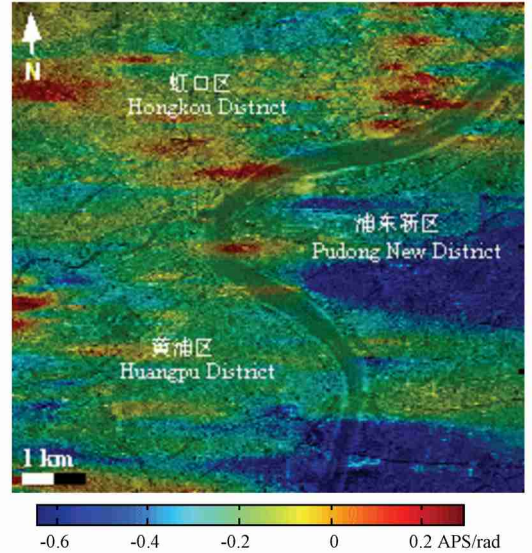 N
虹口区
Hongkou District
浦东新区
Pudong New District
黄浦区
Huangpu District
1 km
-0.6 -0.4 -0.2 0 0.2 APS/rad